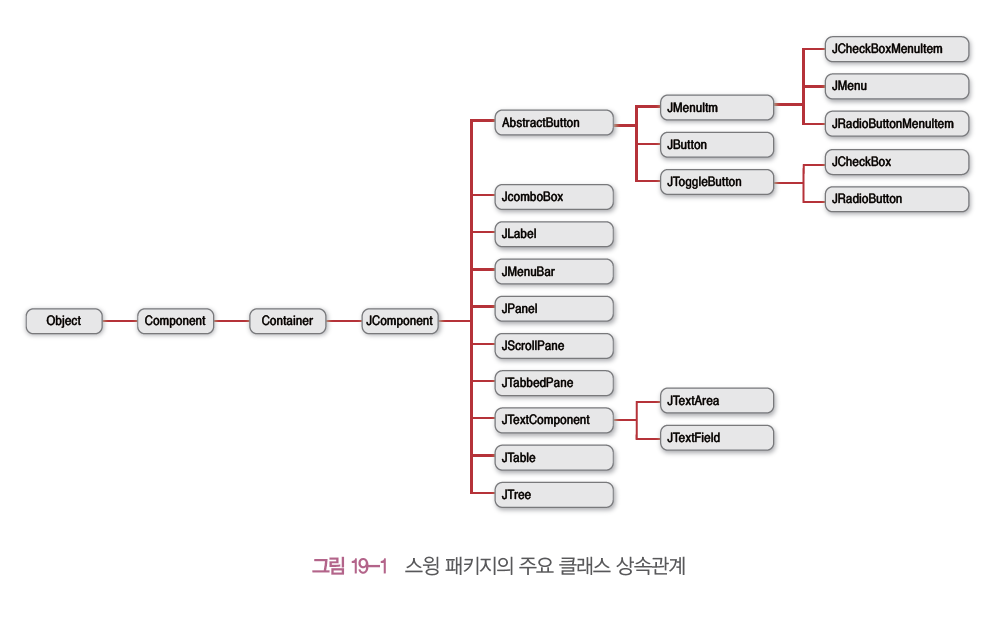 JCheckBoxMenuItem
JMenu
JMenuItm
AbstractButton
JRadioButtonMenuItem
JButton
JCheckBox
JToggleButton
JcomboBox
JRadioButton
JLabel
JMenuBar
JPanel
Object
Component
Container
JComponent
JScrollPane
JTabbedPane
JTextArea
JTextComponent
JTextField
JTable
JTree
그림 19-1 스윙 패키지의 주요 클래스 상속관계